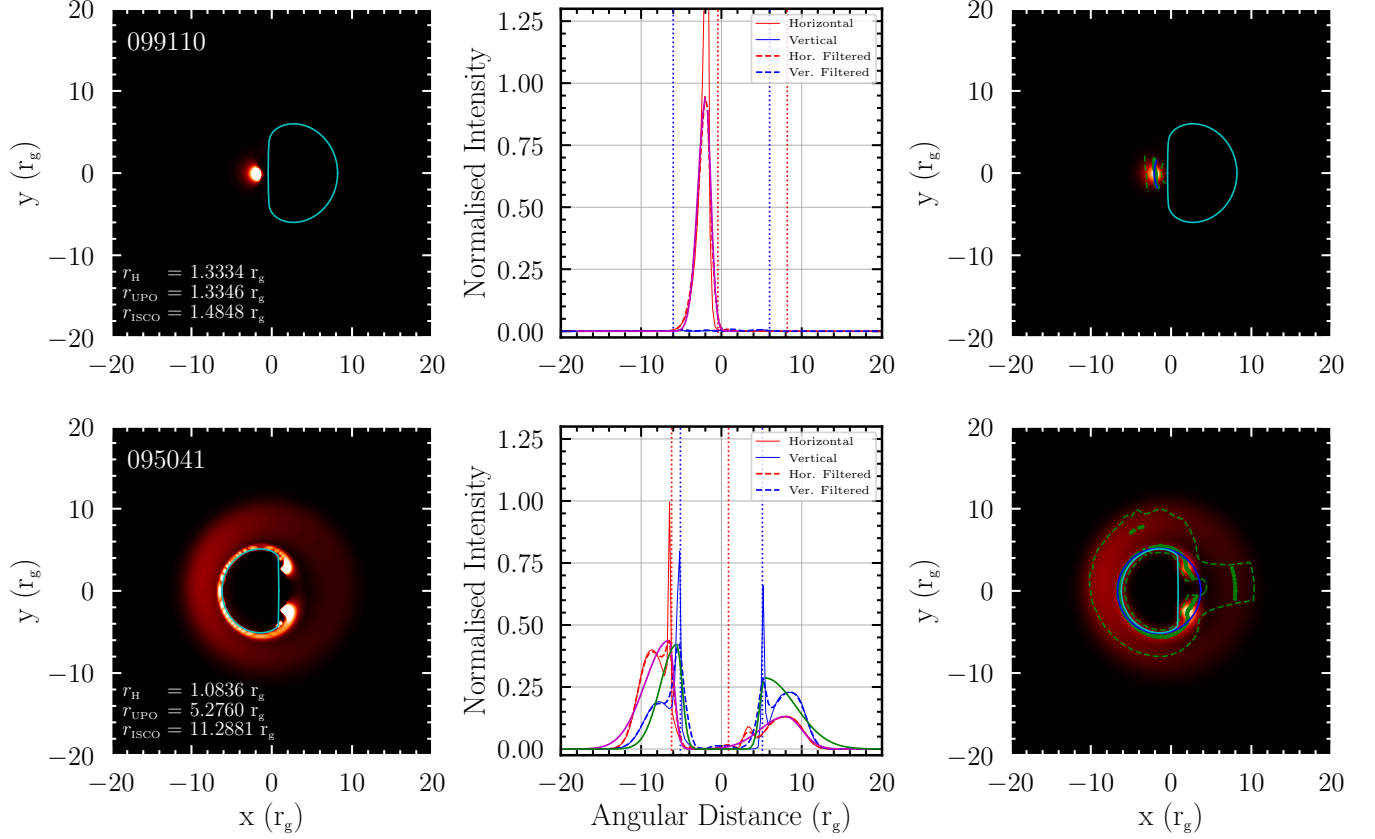 099110
r_H = 1.3334 r_g
r_UPO = 1.3346 r_g
r_ISCO = 1.4848 r_g
y (r_g)
20
10
0
−10
−20
−20 −10 0 10 20
Normalised Intensity
1.25
1.00
0.75
0.50
0.25
0.00
−20 −10 0 10 20
Horizontal
Vertical
Hor. Filtered
Ver. Filtered
y (r_g)
20
10
0
−10
−20
−20 −10 0 10 20
095041
r_H = 1.0836 r_g
r_UPO = 5.2760 r_g
r_ISCO = 11.2881 r_g
y (r_g)
20
10
0
−10
−20
−20 −10 0 10 20
x (r_g)
Normalised Intensity
1.25
1.00
0.75
0.50
0.25
0.00
−20 −10 0 10 20
Angular Distance (r_g)
Horizontal
Vertical
Hor. Filtered
Ver. Filtered
y (r_g)
20
10
0
−10
−20
−20 −10 0 10 20
x (r_g)